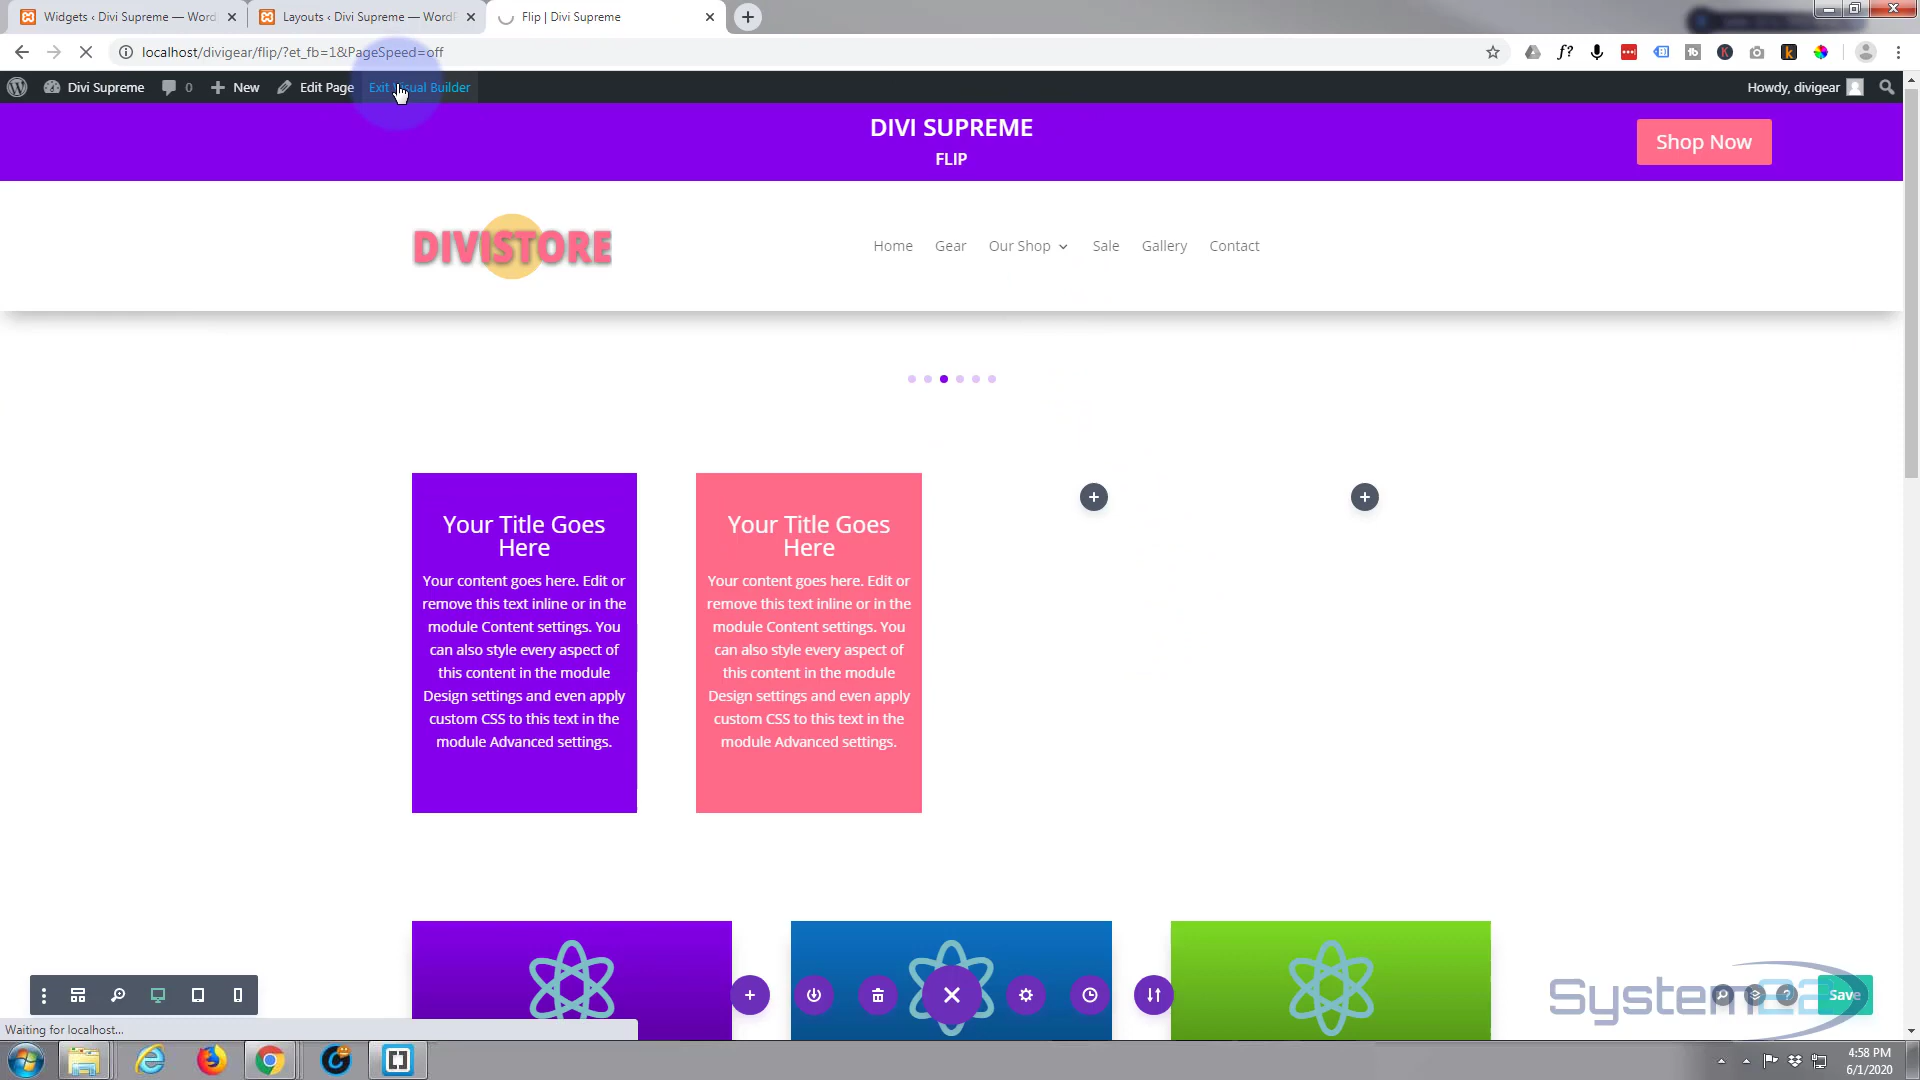 Widgets ‹ Divi Supreme — Word
Layouts ‹ Divi Supreme — WordP
Flip | Divi Supreme
localhost/divigear/flip/?et_fb=1&PageSpeed=off
Divi Supreme
0
New
Edit Page
Exit Visual Builder
Howdy, divigear
DIVI SUPREME
FLIP
Shop Now
DIVISTORE
Home
Gear
Our Shop
Sale
Gallery
Contact
Your Title Goes
Here
Your content goes here. Edit or
remove this text inline or in the
module Content settings. You
can also style every aspect of
this content in the module
Design settings and even apply
custom CSS to this text in the
module Advanced settings.
Your Title Goes
Here
Your content goes here. Edit or
remove this text inline or in the
module Content settings. You
can also style every aspect of
this content in the module
Design settings and even apply
custom CSS to this text in the
module Advanced settings.
System22
Save
Waiting for localhost...
4:58 PM
6/1/2020